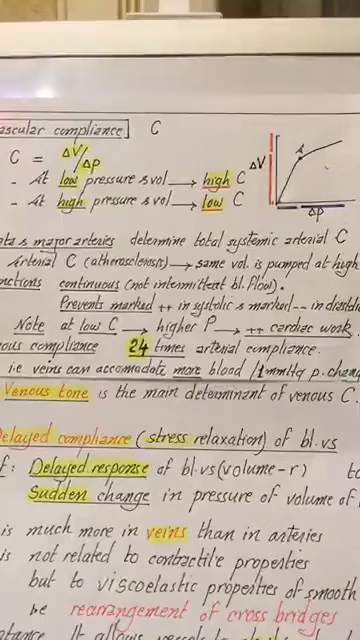 ascular compliance C
C = ΔV/ΔP
- At low pressure & vol → high C
- At high pressure & vol → low C
ΔV
ΔP
& major arteries determine total systemic arterial C
Arterial C (atherosclerosis) → same vol. is pumped at high
nctions continuous (not intermittent bl. flow).
Prevents marked ++ in systolic & marked -- in diastolic
Note at low C → higher P → ++ cardiac work.
ous compliance 24 times arterial compliance.
ie veins can accomadate more blood / 1mmHg p. chang
Venous tone is the main determinant of venous C.
Delayed compliance (stress relaxation) of bl.vs
f: Delayed response of bl.vs (volume-r) to
Sudden change in pressure of volume of
is much more in veins than in arteries
is not related to contractile properties
but to viscoelastic properties of smooth
be rearrangement of cross bridges
tance. It allows